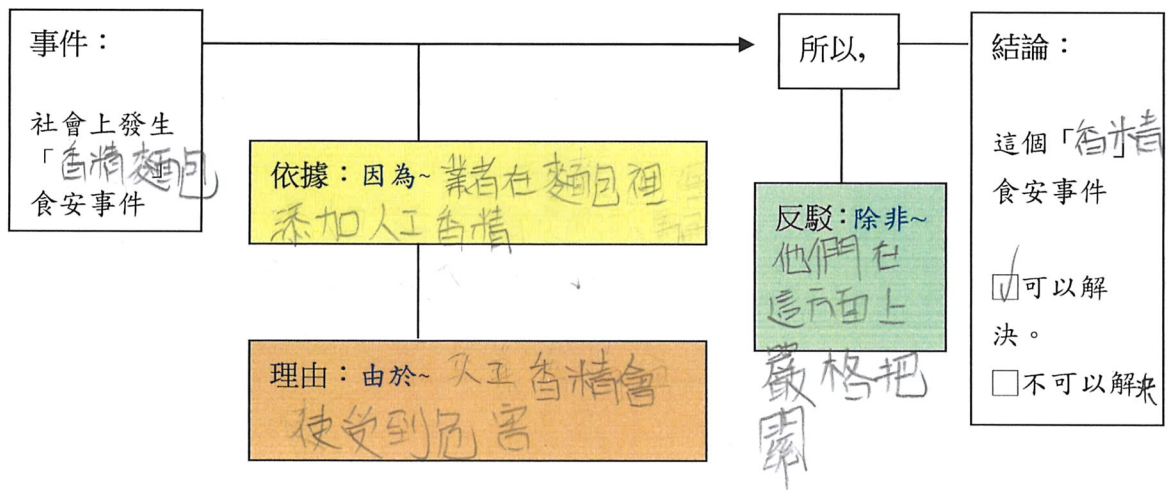 事件：
社會上發生
「香精麵包
食安事件
依據：因為~ 業者在麵包裡
添加人工香精
理由：由於~ 人工香精會
使受到危害
所以,
反駁：除非~
他們在
這方面上
嚴格把
關
結論：
這個「香精
食安事件
☑可以解
決。
□不可以解決